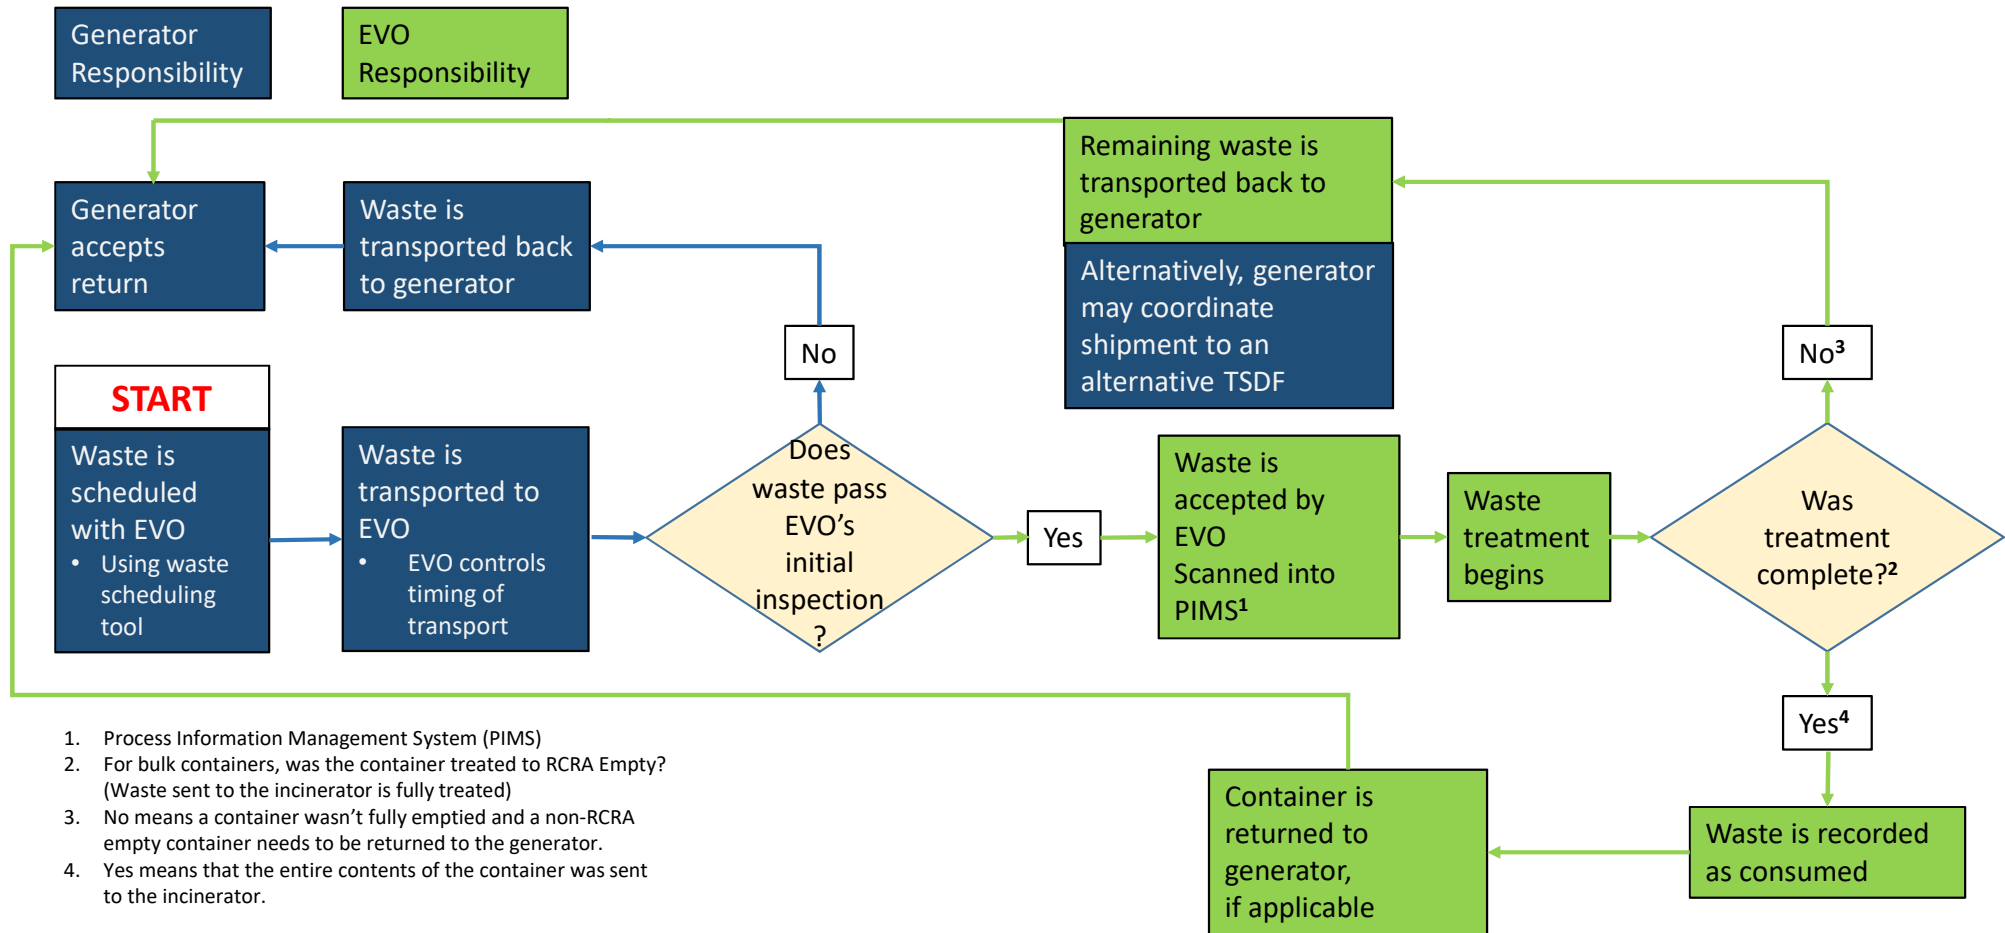 Generator
Responsibility
EVO
Responsibility
Generator
accepts
return
Waste is
transported back
to generator
Remaining waste is
transported back to
generator
Alternatively, generator
may coordinate
shipment to an
alternative TSDF
No
No³
START
Waste is
scheduled
with EVO
• Using waste
scheduling
tool
Waste is
transported to
EVO
• EVO controls
timing of
transport
Does
waste pass
EVO’s
initial
inspection
?
Yes
Waste is
accepted by
EVO
Scanned into
PIMS¹
Waste
treatment
begins
Was
treatment
complete?²
Yes⁴
Waste is recorded
as consumed
Container is
returned to
generator,
if applicable
1. Process Information Management System (PIMS)
2. For bulk containers, was the container treated to RCRA Empty?
(Waste sent to the incinerator is fully treated)
3. No means a container wasn’t fully emptied and a non-RCRA
empty container needs to be returned to the generator.
4. Yes means that the entire contents of the container was sent
to the incinerator.